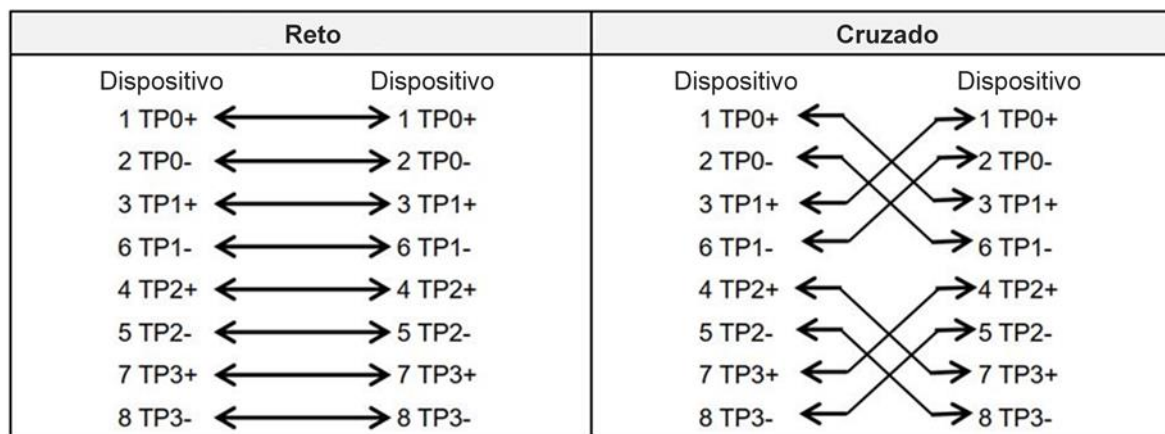 Reto Cruzado
Dispositivo Dispositivo Dispositivo Dispositivo
1 TP0+ 1 TP0+ 1 TP0+ 1 TP0+
2 TP0- 2 TP0- 2 TP0- 2 TP0-
3 TP1+ 3 TP1+ 3 TP1+ 3 TP1+
6 TP1- 6 TP1- 6 TP1- 6 TP1-
4 TP2+ 4 TP2+ 4 TP2+ 4 TP2+
5 TP2- 5 TP2- 5 TP2- 5 TP2-
7 TP3+ 7 TP3+ 7 TP3+ 7 TP3+
8 TP3- 8 TP3- 8 TP3- 8 TP3-